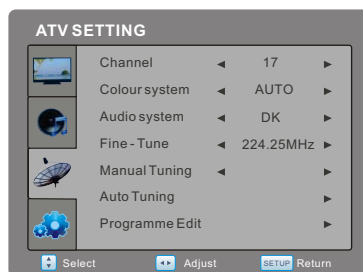 ATV SETTING
Channel ◀ 17 ▶
Colour system ◀ AUTO ▶
Audio system ◀ DK ▶
Fine - Tune ◀ 224.25MHz ▶
Manual Tuning ◀ ▶
Auto Tuning ▶
Programme Edit ▶
Select Adjust SETUP Return